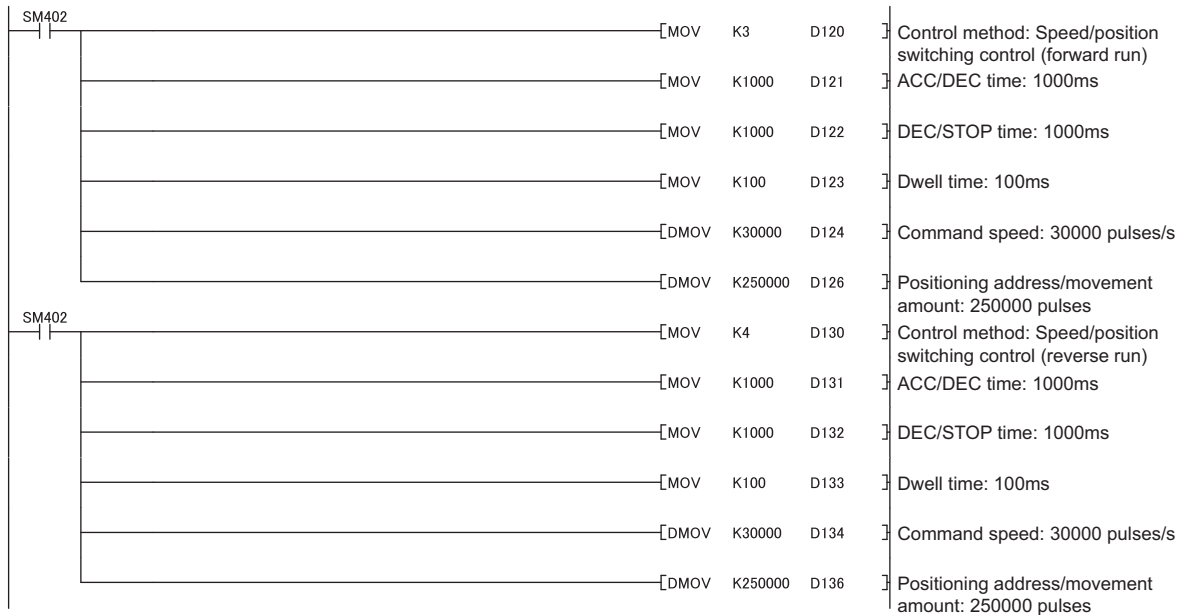 SM402
MOV K3 D120 Control method: Speed/position
switching control (forward run)
MOV K1000 D121 ACC/DEC time: 1000ms
MOV K1000 D122 DEC/STOP time: 1000ms
MOV K100 D123 Dwell time: 100ms
DMOV K30000 D124 Command speed: 30000 pulses/s
DMOV K250000 D126 Positioning address/movement
amount: 250000 pulses
SM402
MOV K4 D130 Control method: Speed/position
switching control (reverse run)
MOV K1000 D131 ACC/DEC time: 1000ms
MOV K1000 D132 DEC/STOP time: 1000ms
MOV K100 D133 Dwell time: 100ms
DMOV K30000 D134 Command speed: 30000 pulses/s
DMOV K250000 D136 Positioning address/movement
amount: 250000 pulses